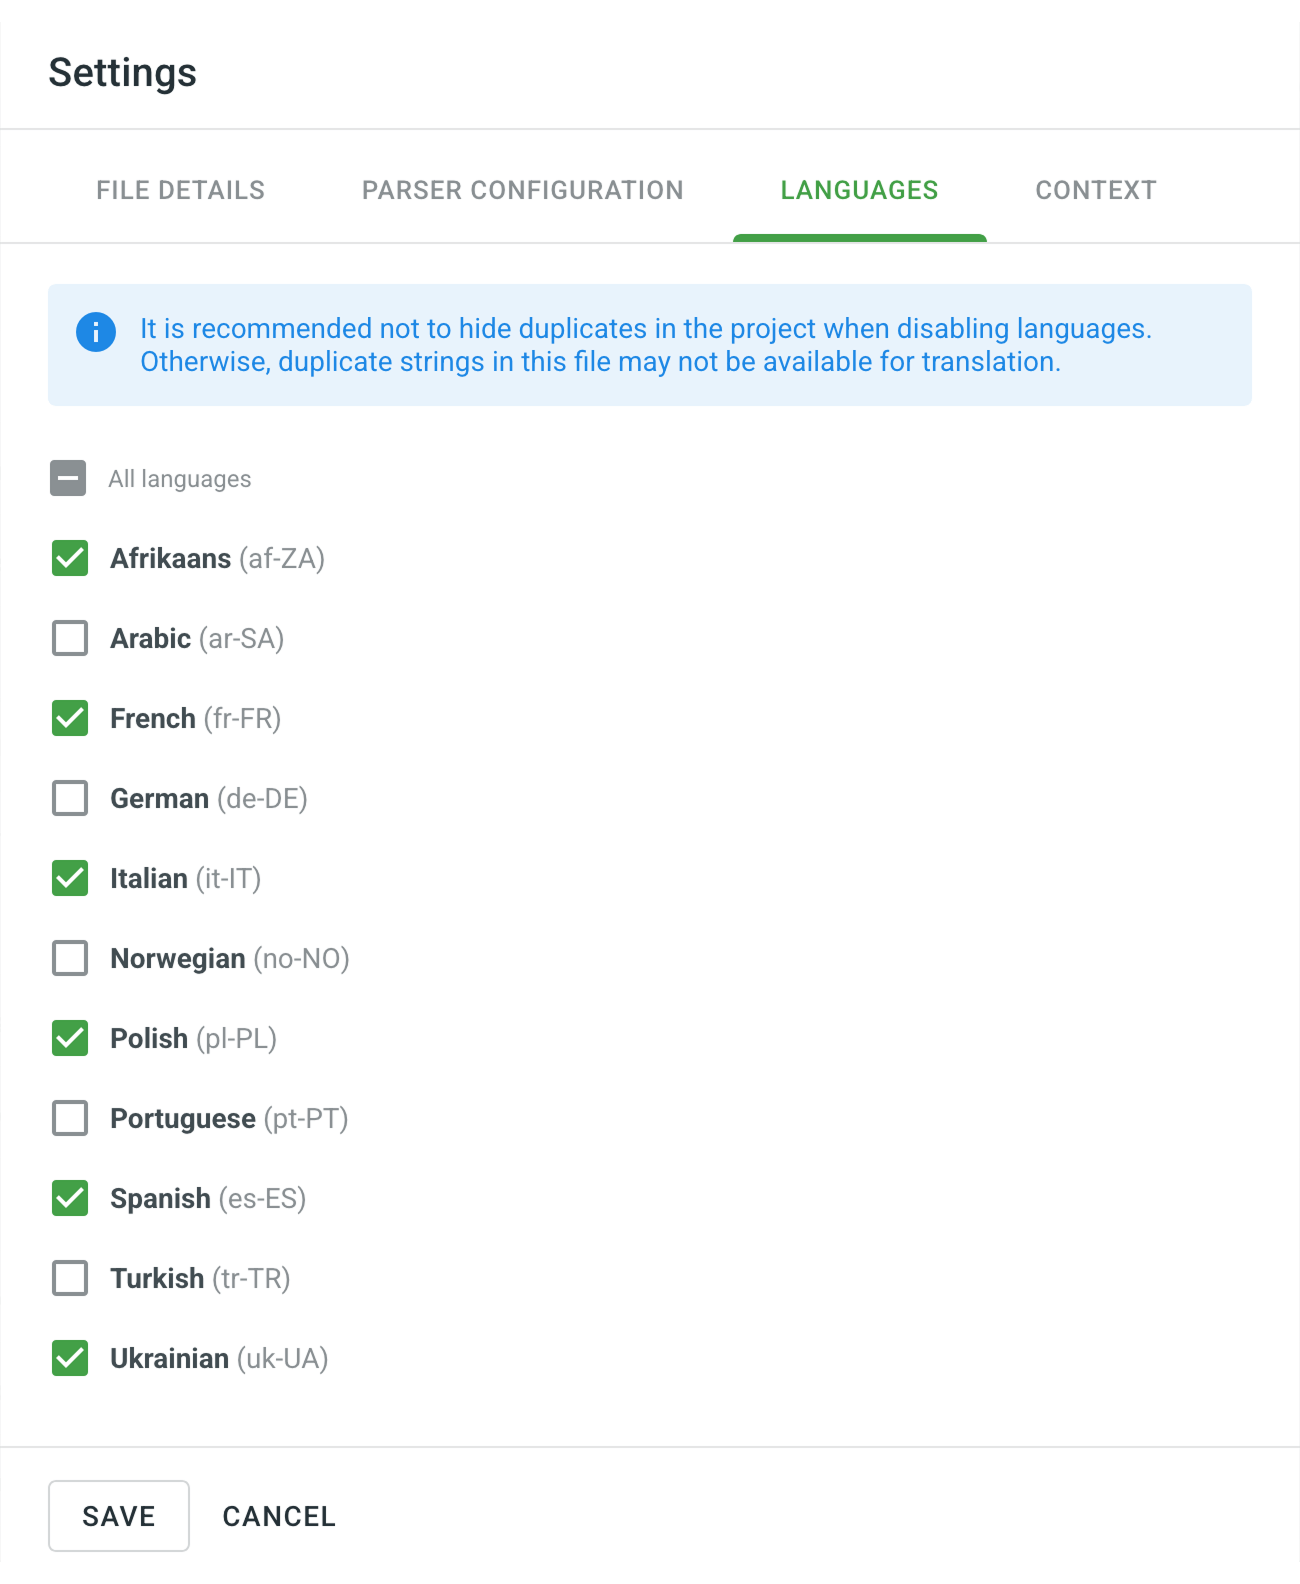 Settings
FILE DETAILS
PARSER CONFIGURATION
LANGUAGES
CONTEXT
It is recommended not to hide duplicates in the project when disabling languages.
Otherwise, duplicate strings in this file may not be available for translation.
All languages
Afrikaans (af-ZA)
Arabic (ar-SA)
French (fr-FR)
German (de-DE)
Italian (it-IT)
Norwegian (no-NO)
Polish (pl-PL)
Portuguese (pt-PT)
Spanish (es-ES)
Turkish (tr-TR)
Ukrainian (uk-UA)
SAVE
CANCEL